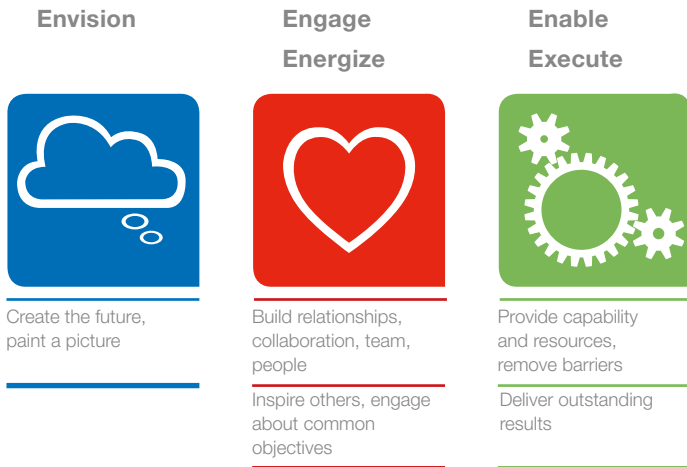 Envision
Engage
Energize
Enable
Execute
Create the future,
paint a picture
Build relationships,
collaboration, team,
people
Inspire others, engage
about common
objectives
Provide capability
and resources,
remove barriers
Deliver outstanding
results